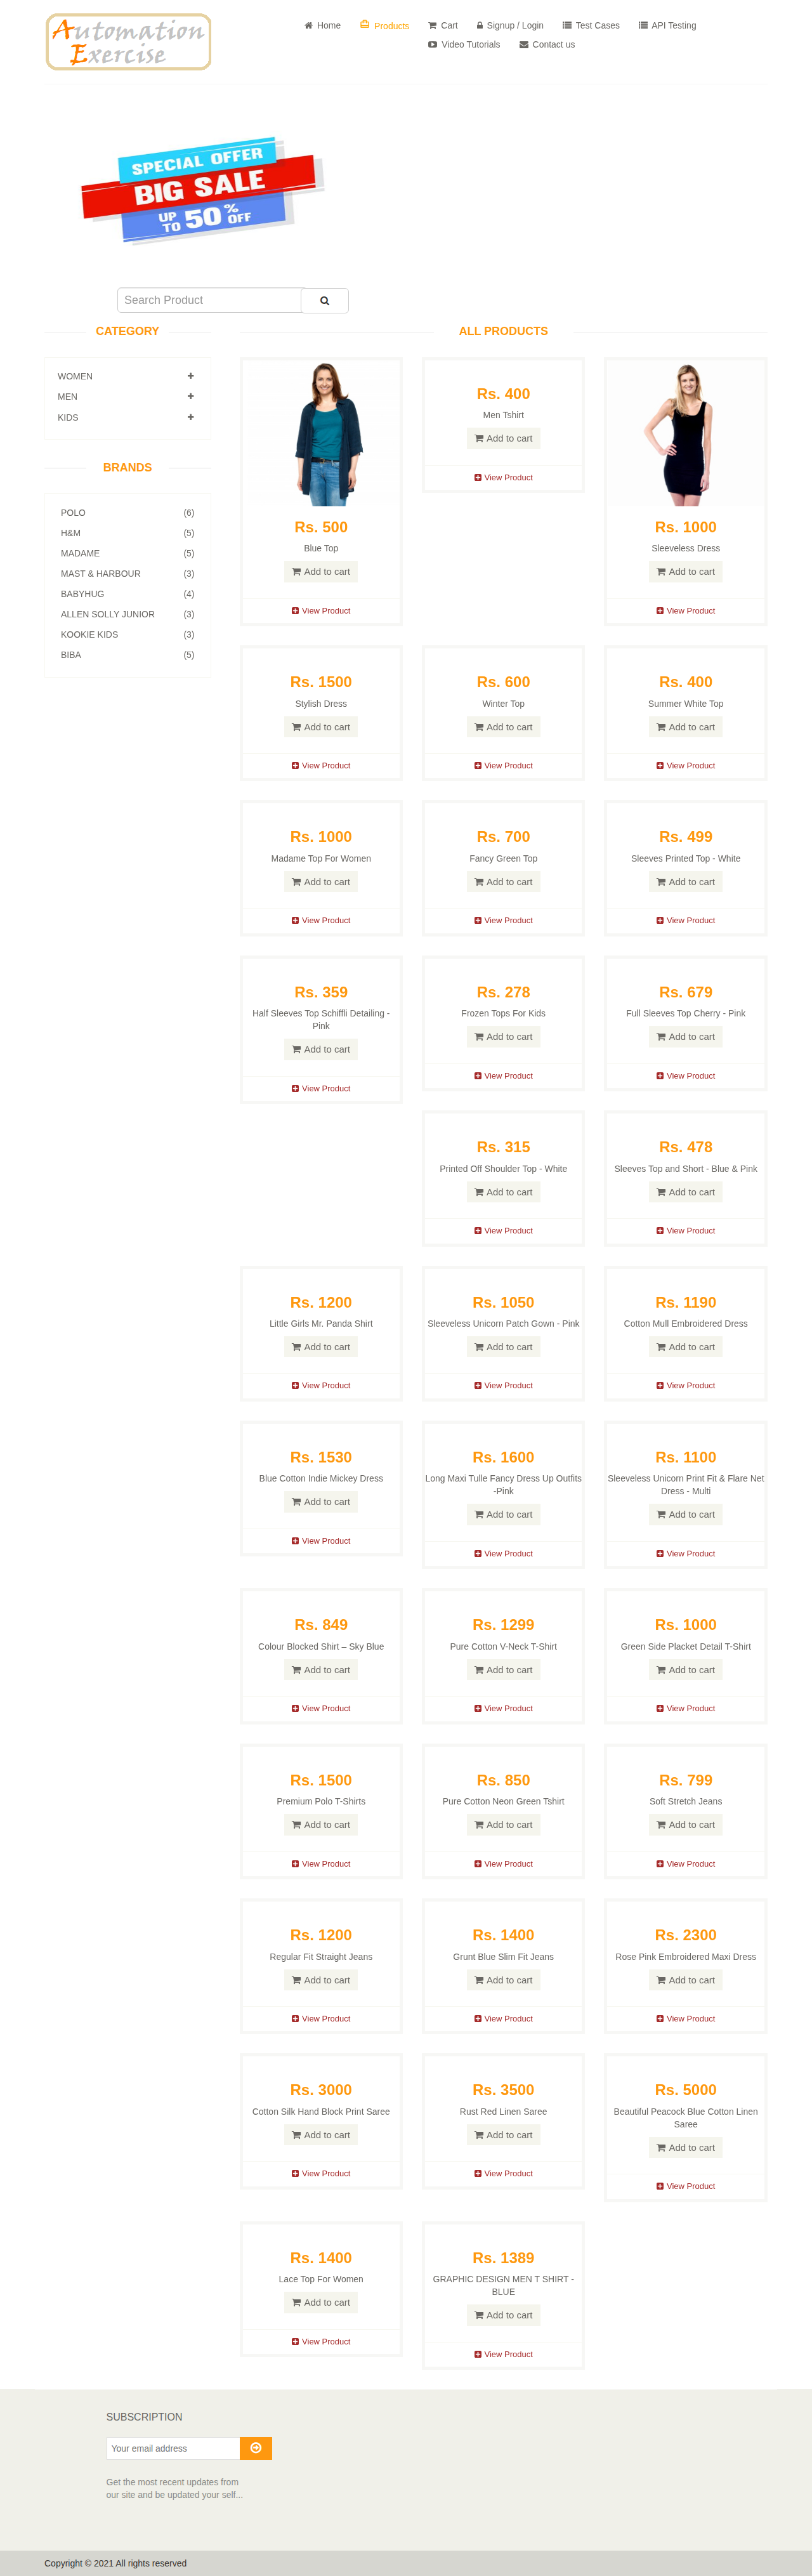 Automation
Exercise
Home
Products
Cart
Signup / Login
Test Cases
API Testing
Video Tutorials
Contact us
SPECIAL OFFER
BIG SALE
UP TO 50% OFF
Search Product
CATEGORY
WOMEN
MEN
KIDS
BRANDS
POLO (6)
H&M (5)
MADAME (5)
MAST & HARBOUR (3)
BABYHUG (4)
ALLEN SOLLY JUNIOR (3)
KOOKIE KIDS (3)
BIBA (5)
ALL PRODUCTS
Rs. 500
Blue Top
Add to cart
View Product
Rs. 400
Men Tshirt
Add to cart
View Product
Rs. 1000
Sleeveless Dress
Add to cart
View Product
Rs. 1500
Stylish Dress
Add to cart
View Product
Rs. 600
Winter Top
Add to cart
View Product
Rs. 400
Summer White Top
Add to cart
View Product
Rs. 1000
Madame Top For Women
Add to cart
View Product
Rs. 700
Fancy Green Top
Add to cart
View Product
Rs. 499
Sleeves Printed Top - White
Add to cart
View Product
Rs. 359
Half Sleeves Top Schiffli Detailing -
Pink
Add to cart
View Product
Rs. 278
Frozen Tops For Kids
Add to cart
View Product
Rs. 679
Full Sleeves Top Cherry - Pink
Add to cart
View Product
Rs. 315
Printed Off Shoulder Top - White
Add to cart
View Product
Rs. 478
Sleeves Top and Short - Blue & Pink
Add to cart
View Product
Rs. 1200
Little Girls Mr. Panda Shirt
Add to cart
View Product
Rs. 1050
Sleeveless Unicorn Patch Gown - Pink
Add to cart
View Product
Rs. 1190
Cotton Mull Embroidered Dress
Add to cart
View Product
Rs. 1530
Blue Cotton Indie Mickey Dress
Add to cart
View Product
Rs. 1600
Long Maxi Tulle Fancy Dress Up Outfits
-Pink
Add to cart
View Product
Rs. 1100
Sleeveless Unicorn Print Fit & Flare Net
Dress - Multi
Add to cart
View Product
Rs. 849
Colour Blocked Shirt – Sky Blue
Add to cart
View Product
Rs. 1299
Pure Cotton V-Neck T-Shirt
Add to cart
View Product
Rs. 1000
Green Side Placket Detail T-Shirt
Add to cart
View Product
Rs. 1500
Premium Polo T-Shirts
Add to cart
View Product
Rs. 850
Pure Cotton Neon Green Tshirt
Add to cart
View Product
Rs. 799
Soft Stretch Jeans
Add to cart
View Product
Rs. 1200
Regular Fit Straight Jeans
Add to cart
View Product
Rs. 1400
Grunt Blue Slim Fit Jeans
Add to cart
View Product
Rs. 2300
Rose Pink Embroidered Maxi Dress
Add to cart
View Product
Rs. 3000
Cotton Silk Hand Block Print Saree
Add to cart
View Product
Rs. 3500
Rust Red Linen Saree
Add to cart
View Product
Rs. 5000
Beautiful Peacock Blue Cotton Linen
Saree
Add to cart
View Product
Rs. 1400
Lace Top For Women
Add to cart
View Product
Rs. 1389
GRAPHIC DESIGN MEN T SHIRT -
BLUE
Add to cart
View Product
SUBSCRIPTION
Your email address
Get the most recent updates from
our site and be updated your self...
Copyright © 2021 All rights reserved